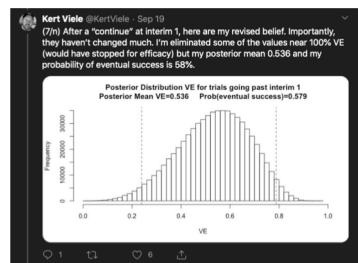 Kert Viele @KertViele · Sep 19
(7/n) After a "continue" at interim 1, here are my revised belief. Importantly,
they haven't changed much. I'm eliminated some of the values near 100% VE
(would have stopped for efficacy) but my posterior mean 0.536 and my
probability of eventual success is 58%.
Posterior Distribution VE for trials going past interim 1
Posterior Mean VE=0.536 Prob(eventual success)=0.579
Frequency
30000
20000
10000
0
0.0 0.2 0.4 0.6 0.8 1.0
VE
1 6